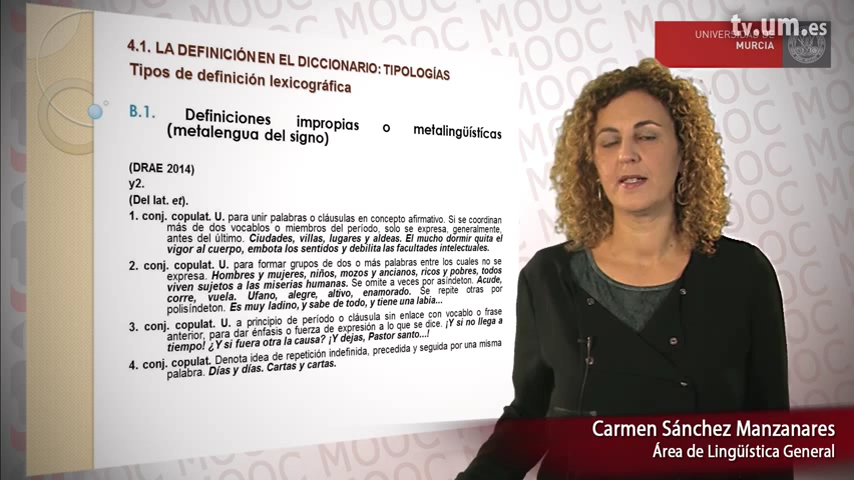 tv.um.es
UNIVERSIDAD DE
MURCIA
4.1. LA DEFINICIÓN EN EL DICCIONARIO: TIPOLOGÍAS
Tipos de definición lexicográfica
B.1. Definiciones impropias o metalingüísticas
(metalengua del signo)
(DRAE 2014)
y2.
(Del lat. et).
1. conj. copulat. U. para unir palabras o cláusulas en concepto afirmativo. Si se coordinan
más de dos vocablos o miembros del período, solo se expresa, generalmente,
antes del último. Ciudades, villas, lugares y aldeas. El mucho dormir quita el
vigor al cuerpo, embota los sentidos y debilita las facultades intelectuales.
2. conj. copulat. U. para formar grupos de dos o más palabras entre los cuales no se
expresa. Hombres y mujeres, niños, mozos y ancianos, ricos y pobres, todos
viven sujetos a las miserias humanas. Se omite a veces por asíndeton. Acude,
corre, vuela. Ufano, alegre, altivo, enamorado. Se repite otras por
polisíndeton. Es muy ladino, y sabe de todo, y tiene una labia...
3. conj. copulat. U. a principio de período o cláusula sin enlace con vocablo o frase
anterior, para dar énfasis o fuerza de expresión a lo que se dice. ¡Y si no llega a
tiempo! ¿Y si fuera otra la causa? ¡Y dejas, Pastor santo...!
4. conj. copulat. Denota idea de repetición indefinida, precedida y seguida por una misma
palabra. Días y días. Cartas y cartas.
Carmen Sánchez Manzanares
Área de Lingüística General
MOOC